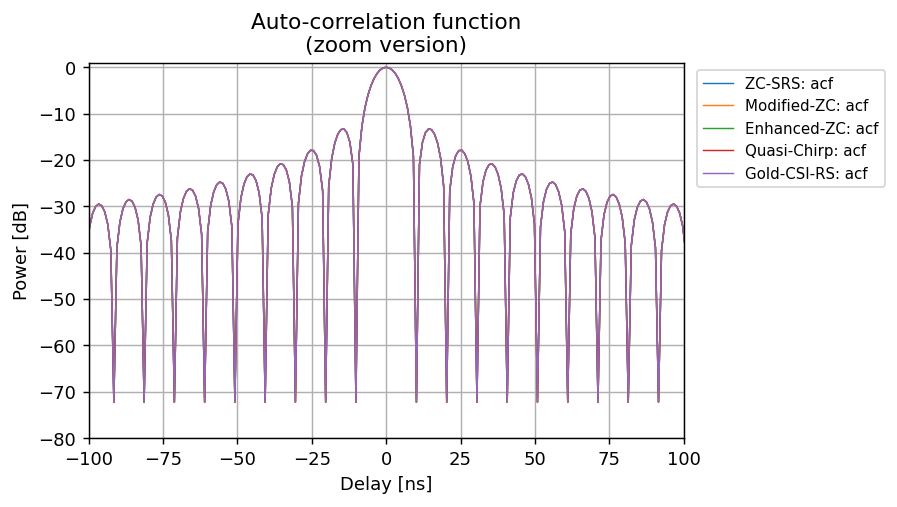 Auto-correlation function
(zoom version)
Power [dB]
0
−10
−20
−30
−40
−50
−60
−70
−80
−100
−75
−50
−25
0
25
50
75
100
Delay [ns]
ZC-SRS: acf
Modified-ZC: acf
Enhanced-ZC: acf
Quasi-Chirp: acf
Gold-CSI-RS: acf